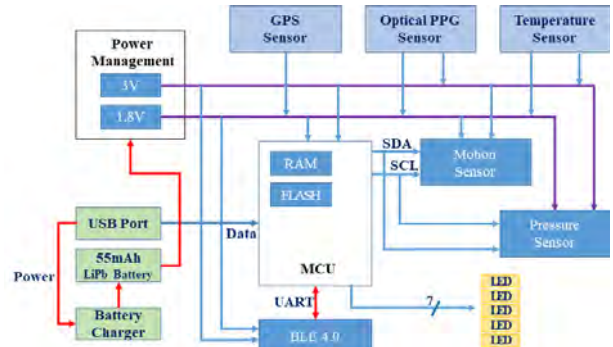 GPS
Sensor
Optical PPG
Sensor
Temperature
Sensor
Power
Management
3V
1.8V
RAM
FLASH
MCU
SDA
SCL
Motion
Sensor
Pressure
Sensor
USB Port
Data
55mAh
LiPb Battery
Power
Battery
Charger
UART
BLE 4.0
7
LED
LED
LED
LED
LED